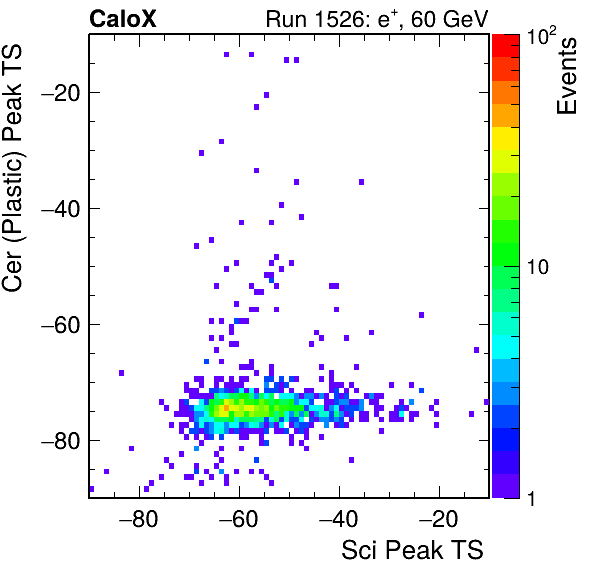 CaloX Run 1526: e⁺, 60 GeV
Cer (Plastic) Peak TS
−20
−40
−60
−80
−80 −60 −40 −20
Sci Peak TS
10²
10
1
Events